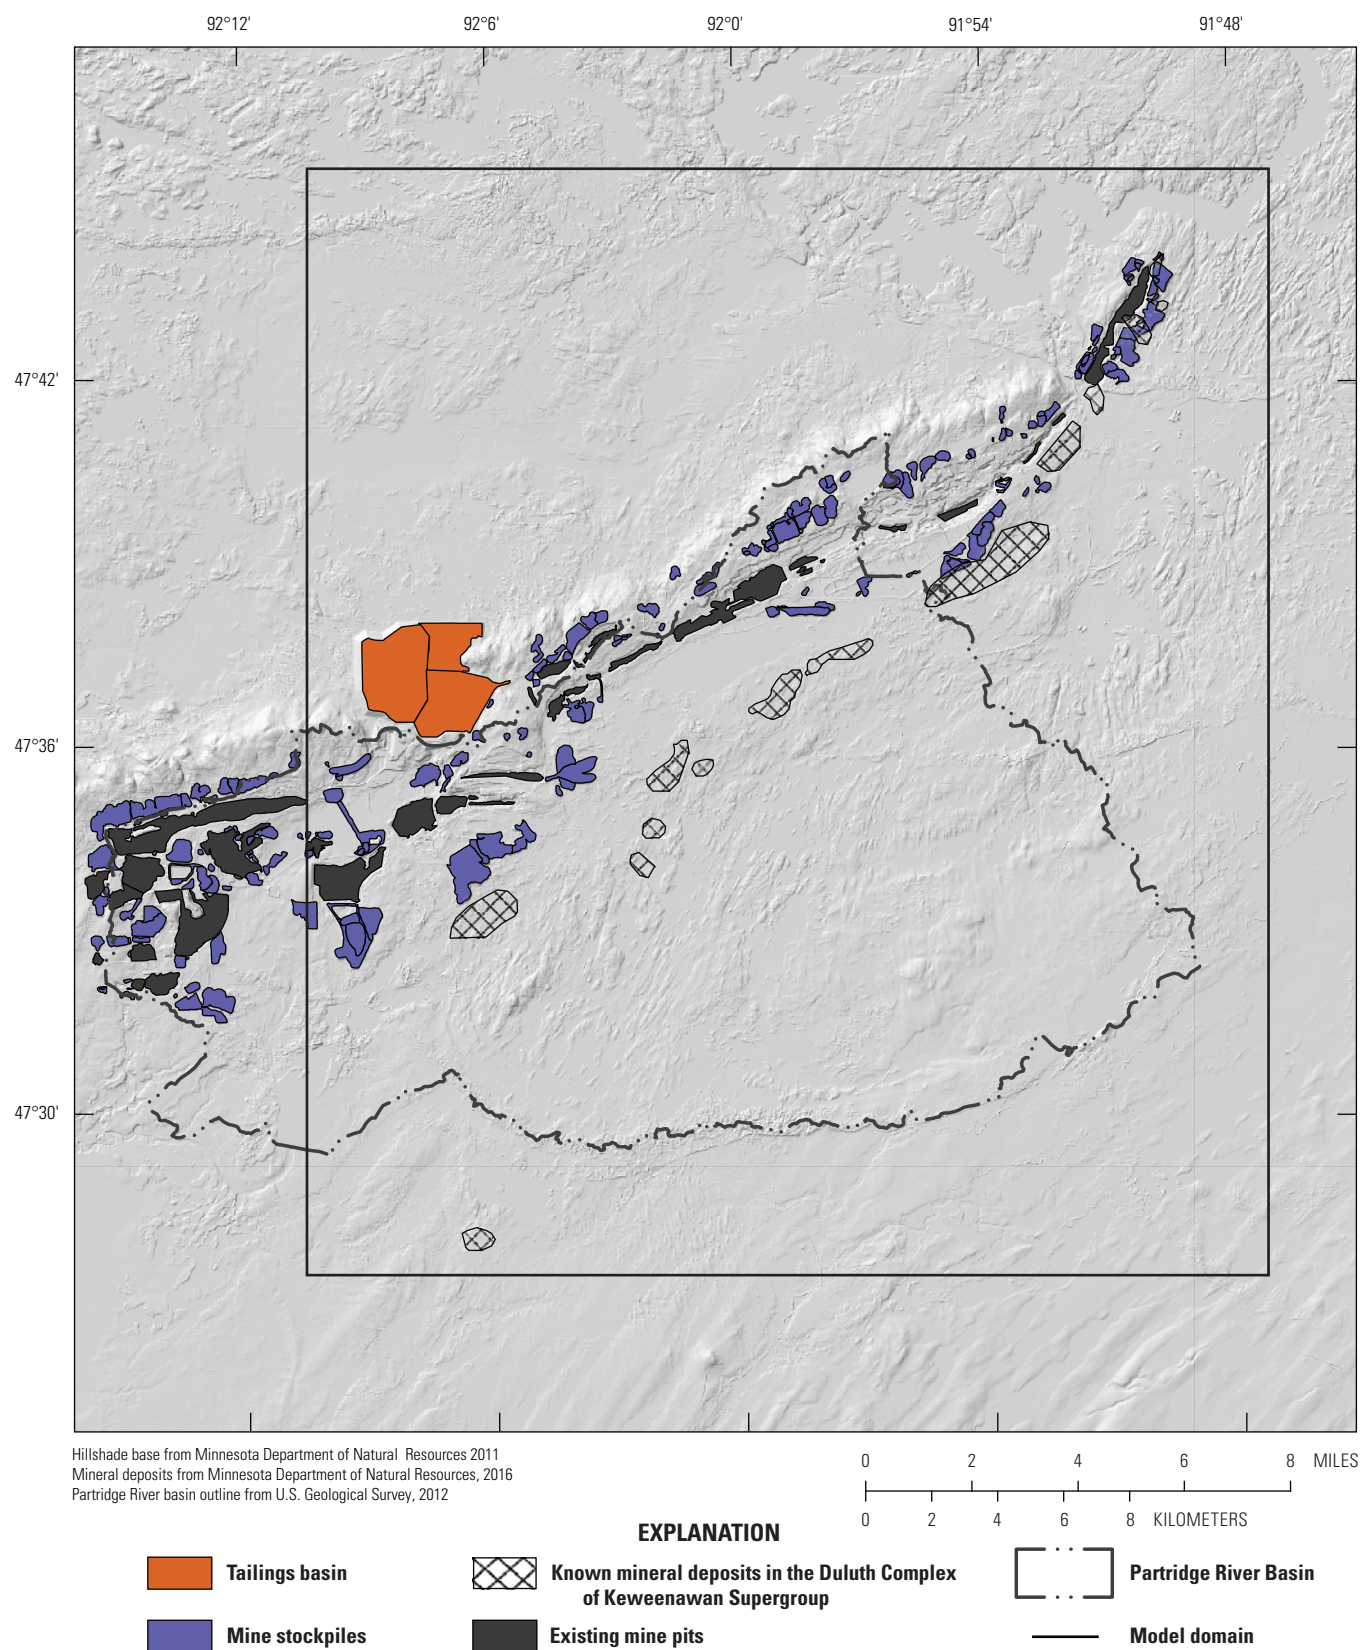 92°12' 92°6' 92°0' 91°54' 91°48'
47°42'
47°36'
47°30'
Hillshade base from Minnesota Department of Natural Resources 2011
Mineral deposits from Minnesota Department of Natural Resources, 2016
Partridge River basin outline from U.S. Geological Survey, 2012
0 2 4 6 8 MILES
0 2 4 6 8 KILOMETERS
EXPLANATION
Tailings basin
Mine stockpiles
Known mineral deposits in the Duluth Complex
of Keweenawan Supergroup
Existing mine pits
Partridge River Basin
Model domain